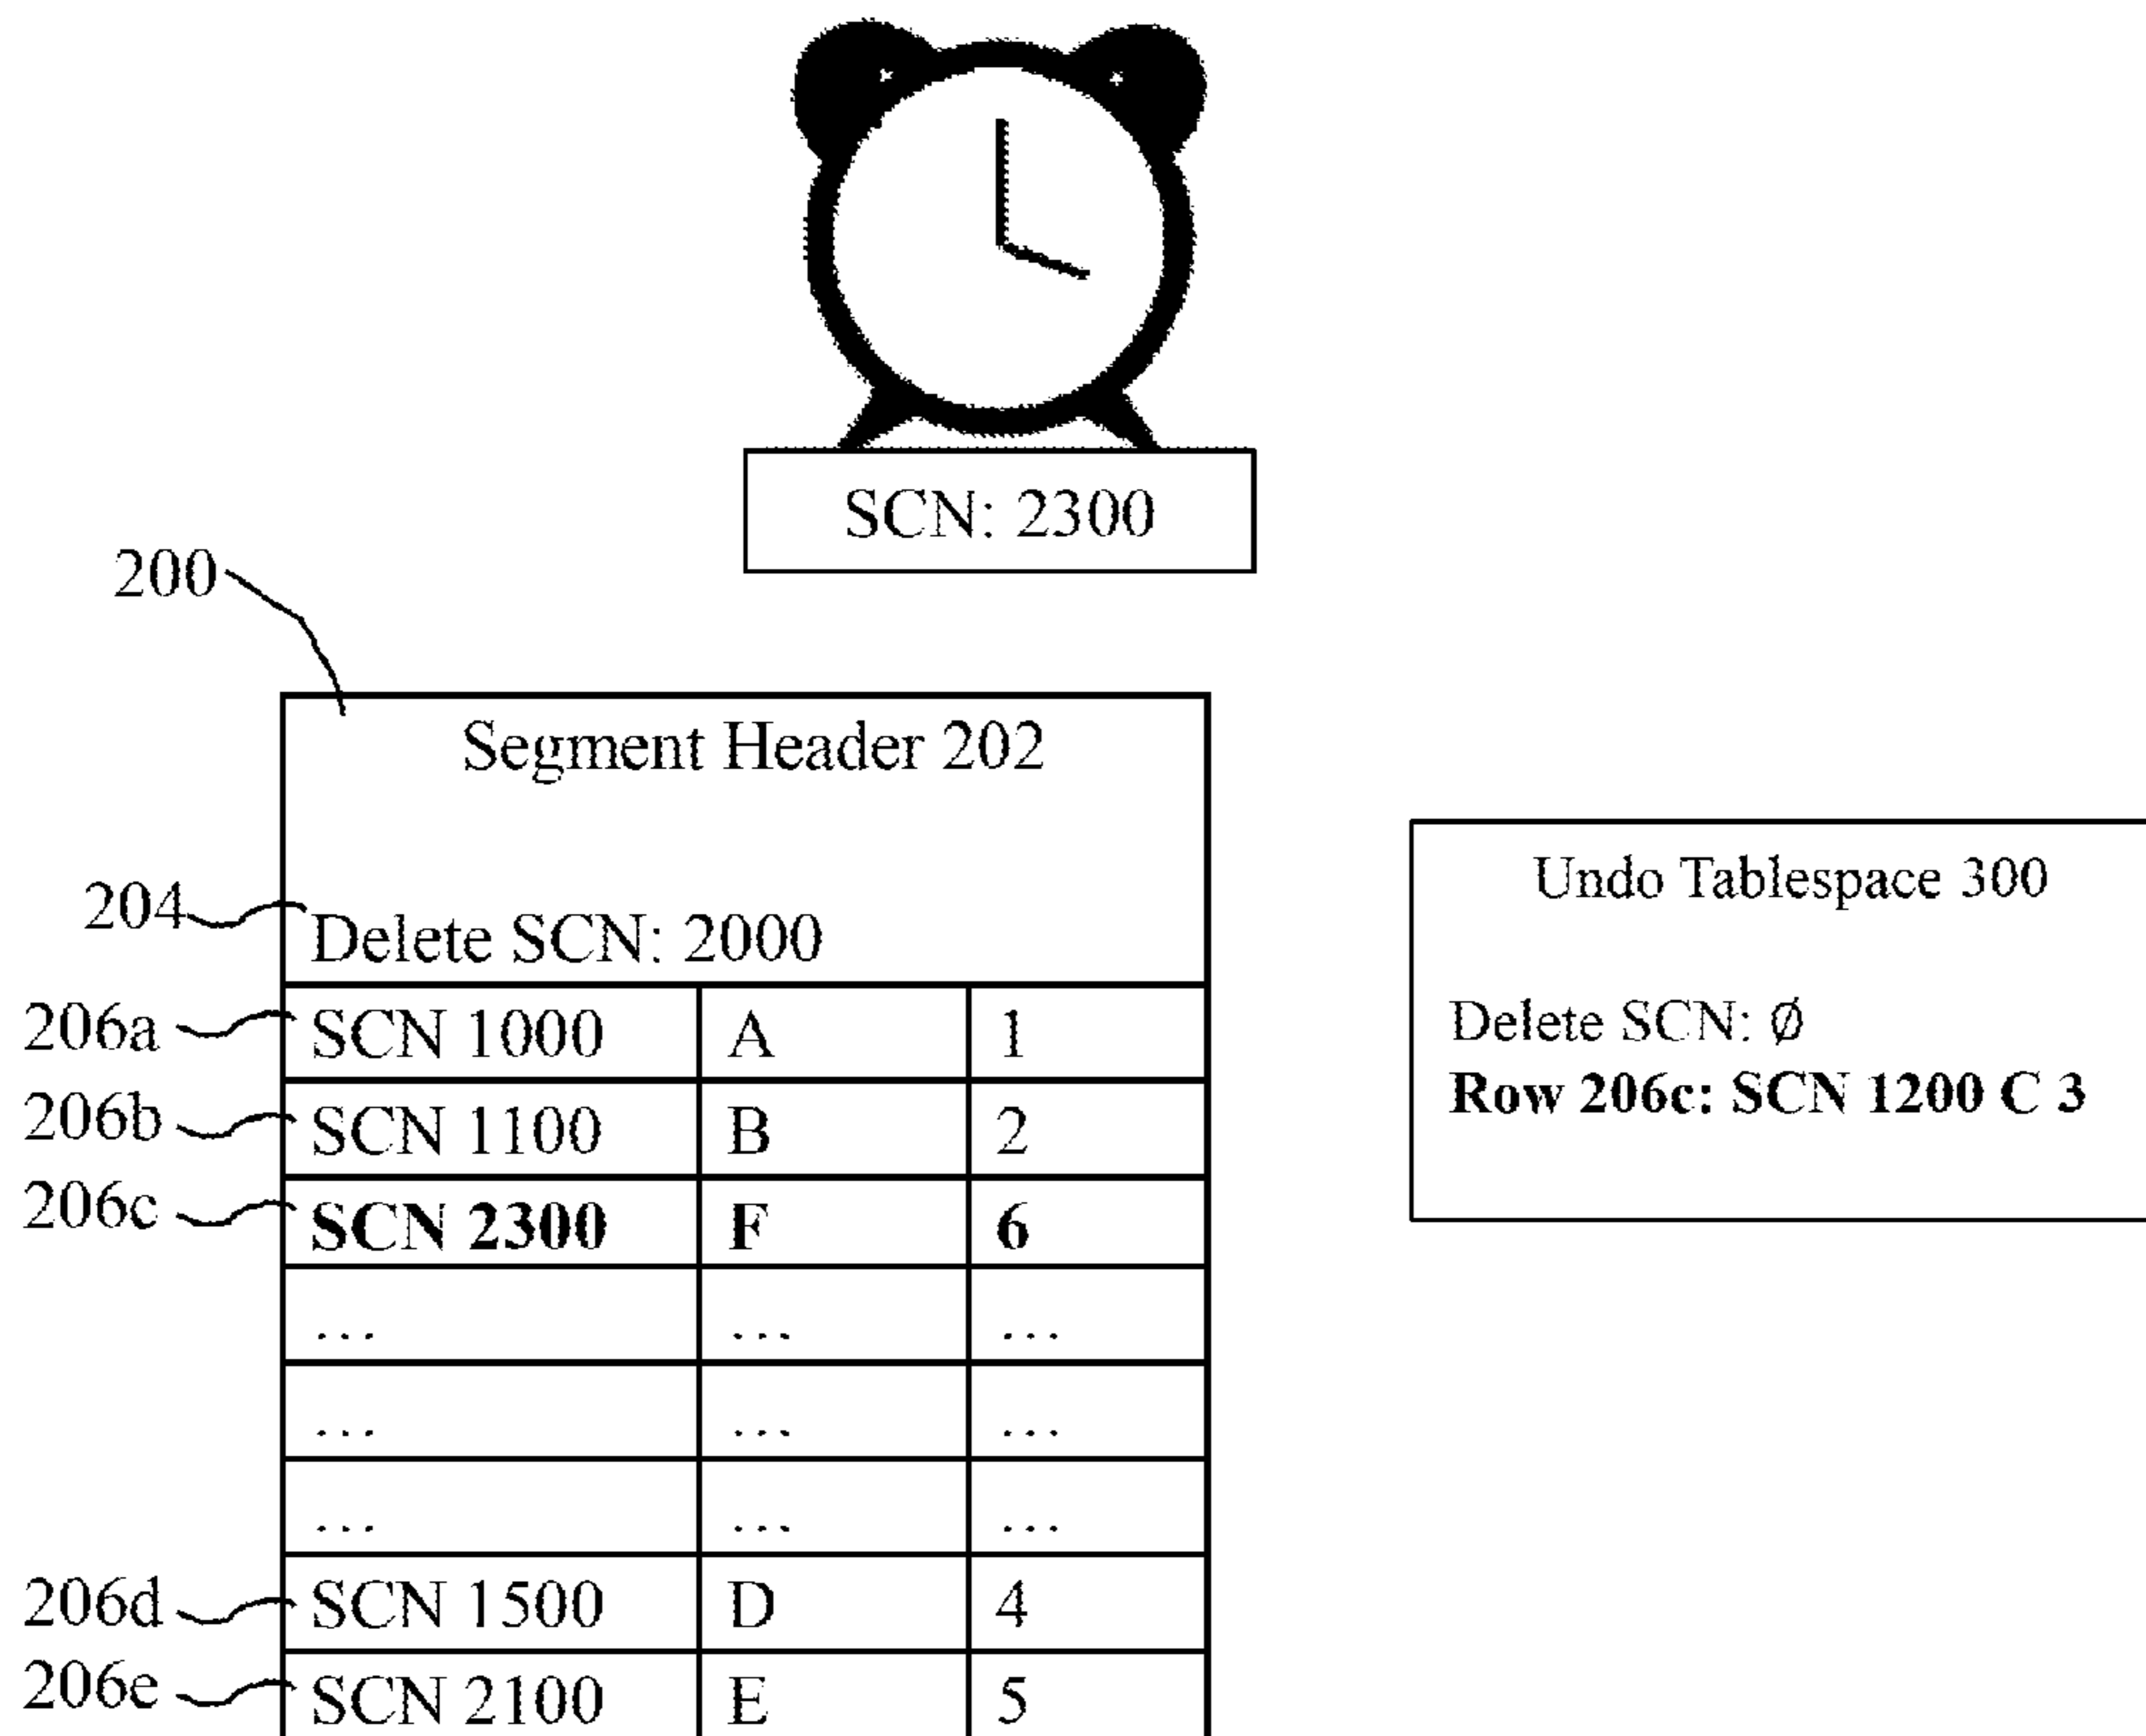 SCN: 2300
200
Segment Header 202
204
Delete SCN: 2000
Undo Tablespace 300
Delete SCN: Ø
Row 206c: SCN 1200 C 3
206a SCN 1000 A 1
206b SCN 1100 B 2
206c SCN 2300 F 6
... ... ...
... ... ...
... ... ...
206d SCN 1500 D 4
206e SCN 2100 E 5